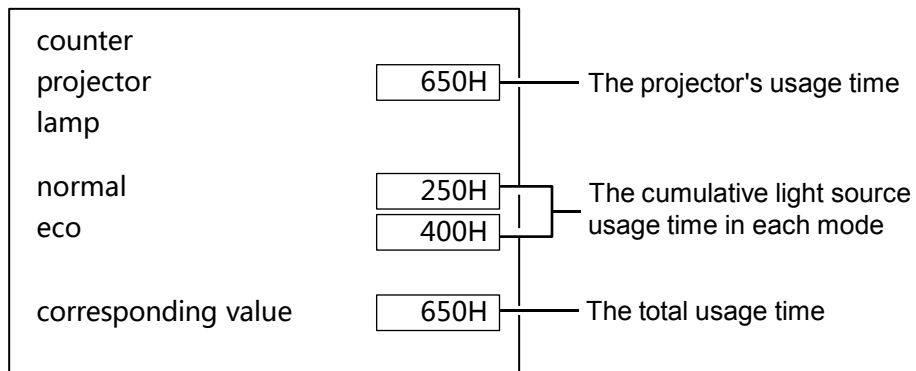 counter
projector 650H The projector's usage time
lamp
normal 250H
eco 400H
The cumulative light source
usage time in each mode
corresponding value 650H The total usage time